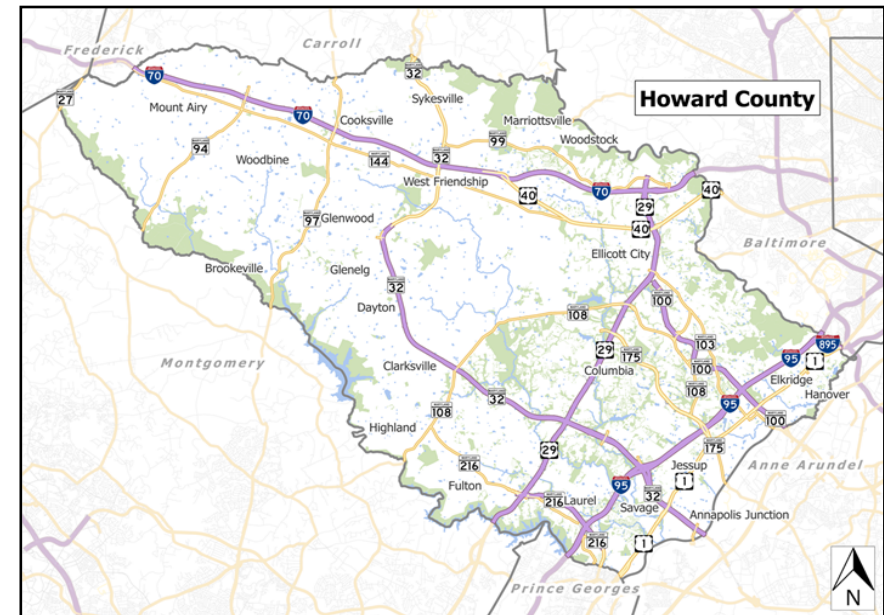 Frederick
Carroll
Howard County
70
32
27
Mount Airy
Sykesville
70
Cooksville
Marriottsville
94
99
Woodstock
Woodbine
144
32
West Friendship
40
70
40
29
97
Glenwood
40
Ellicott City
Baltimore
Brookeville
Glenelg
32
100
Dayton
108
103
895
Montgomery
29
175
95
1
Clarksville
Columbia
100
Elkridge
32
108
Hanover
108
95
100
Highland
29
175
216
Jessup
Anne Arundel
Fulton
95
1
32
216
Laurel
Savage
Annapolis Junction
216
1
Prince Georges
N